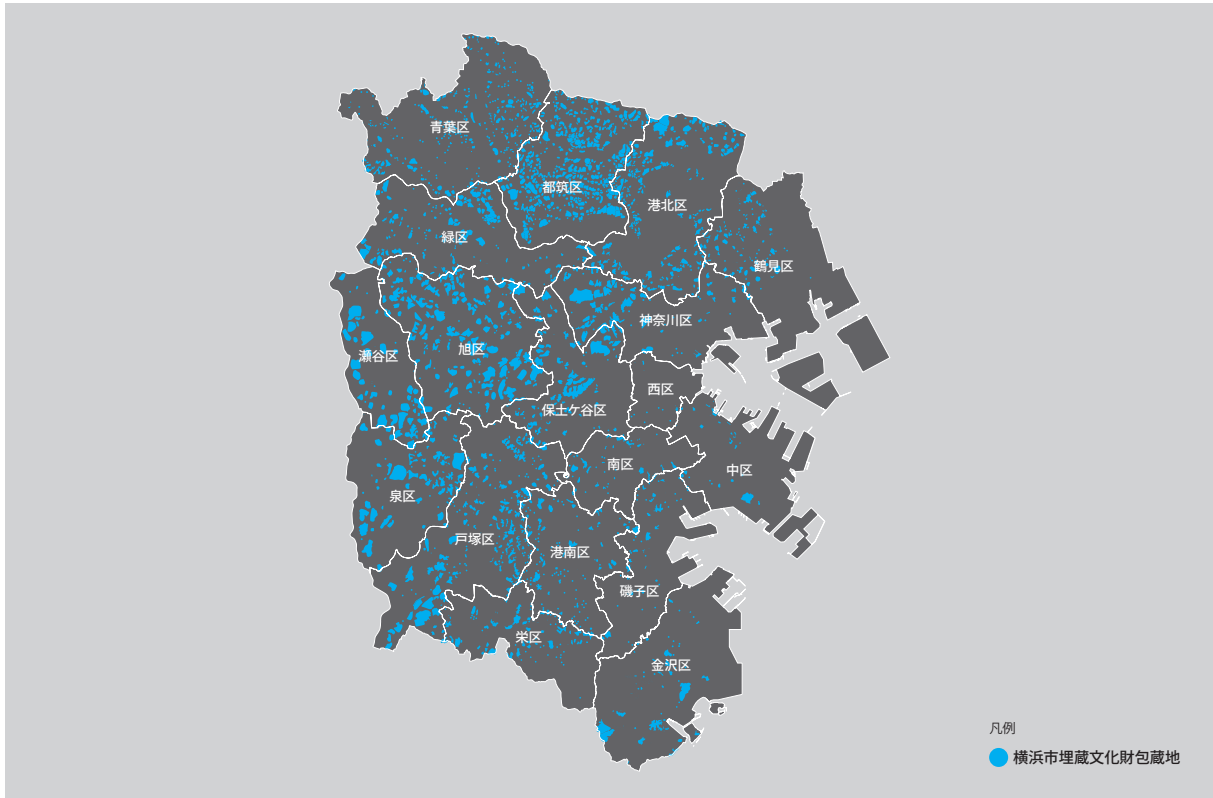 青葉区
都筑区
港北区
緑区
鶴見区
神奈川区
瀬谷区
旭区
西区
保土ケ谷区
南区
中区
泉区
戸塚区
港南区
磯子区
栄区
金沢区
凡例
横浜市埋蔵文化財包蔵地